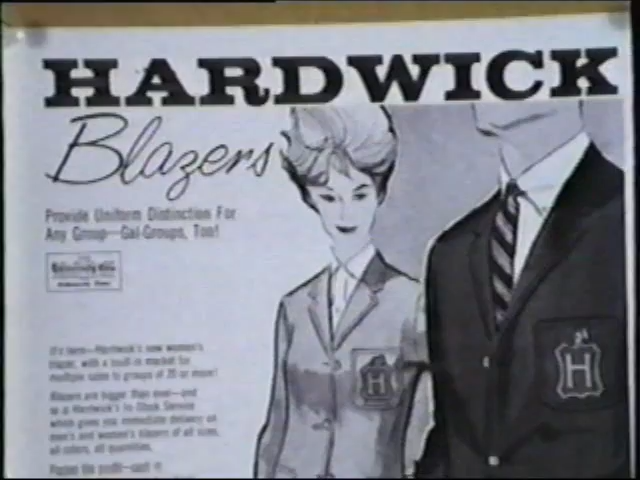 HARDWICK
Blazers
Provide Uniform Distinction For
Any Group—Gal-Groups, Too!
It's here—Hardwick's new women's
blazer, with a built-in market for
multiple sales to groups of 20 or more!
Blazers are bigger than ever—and
so is Hardwick's In-Stock Service
which gives you immediate delivery on
men's and women's blazers of all sizes,
all colors, all quantities.
H
H